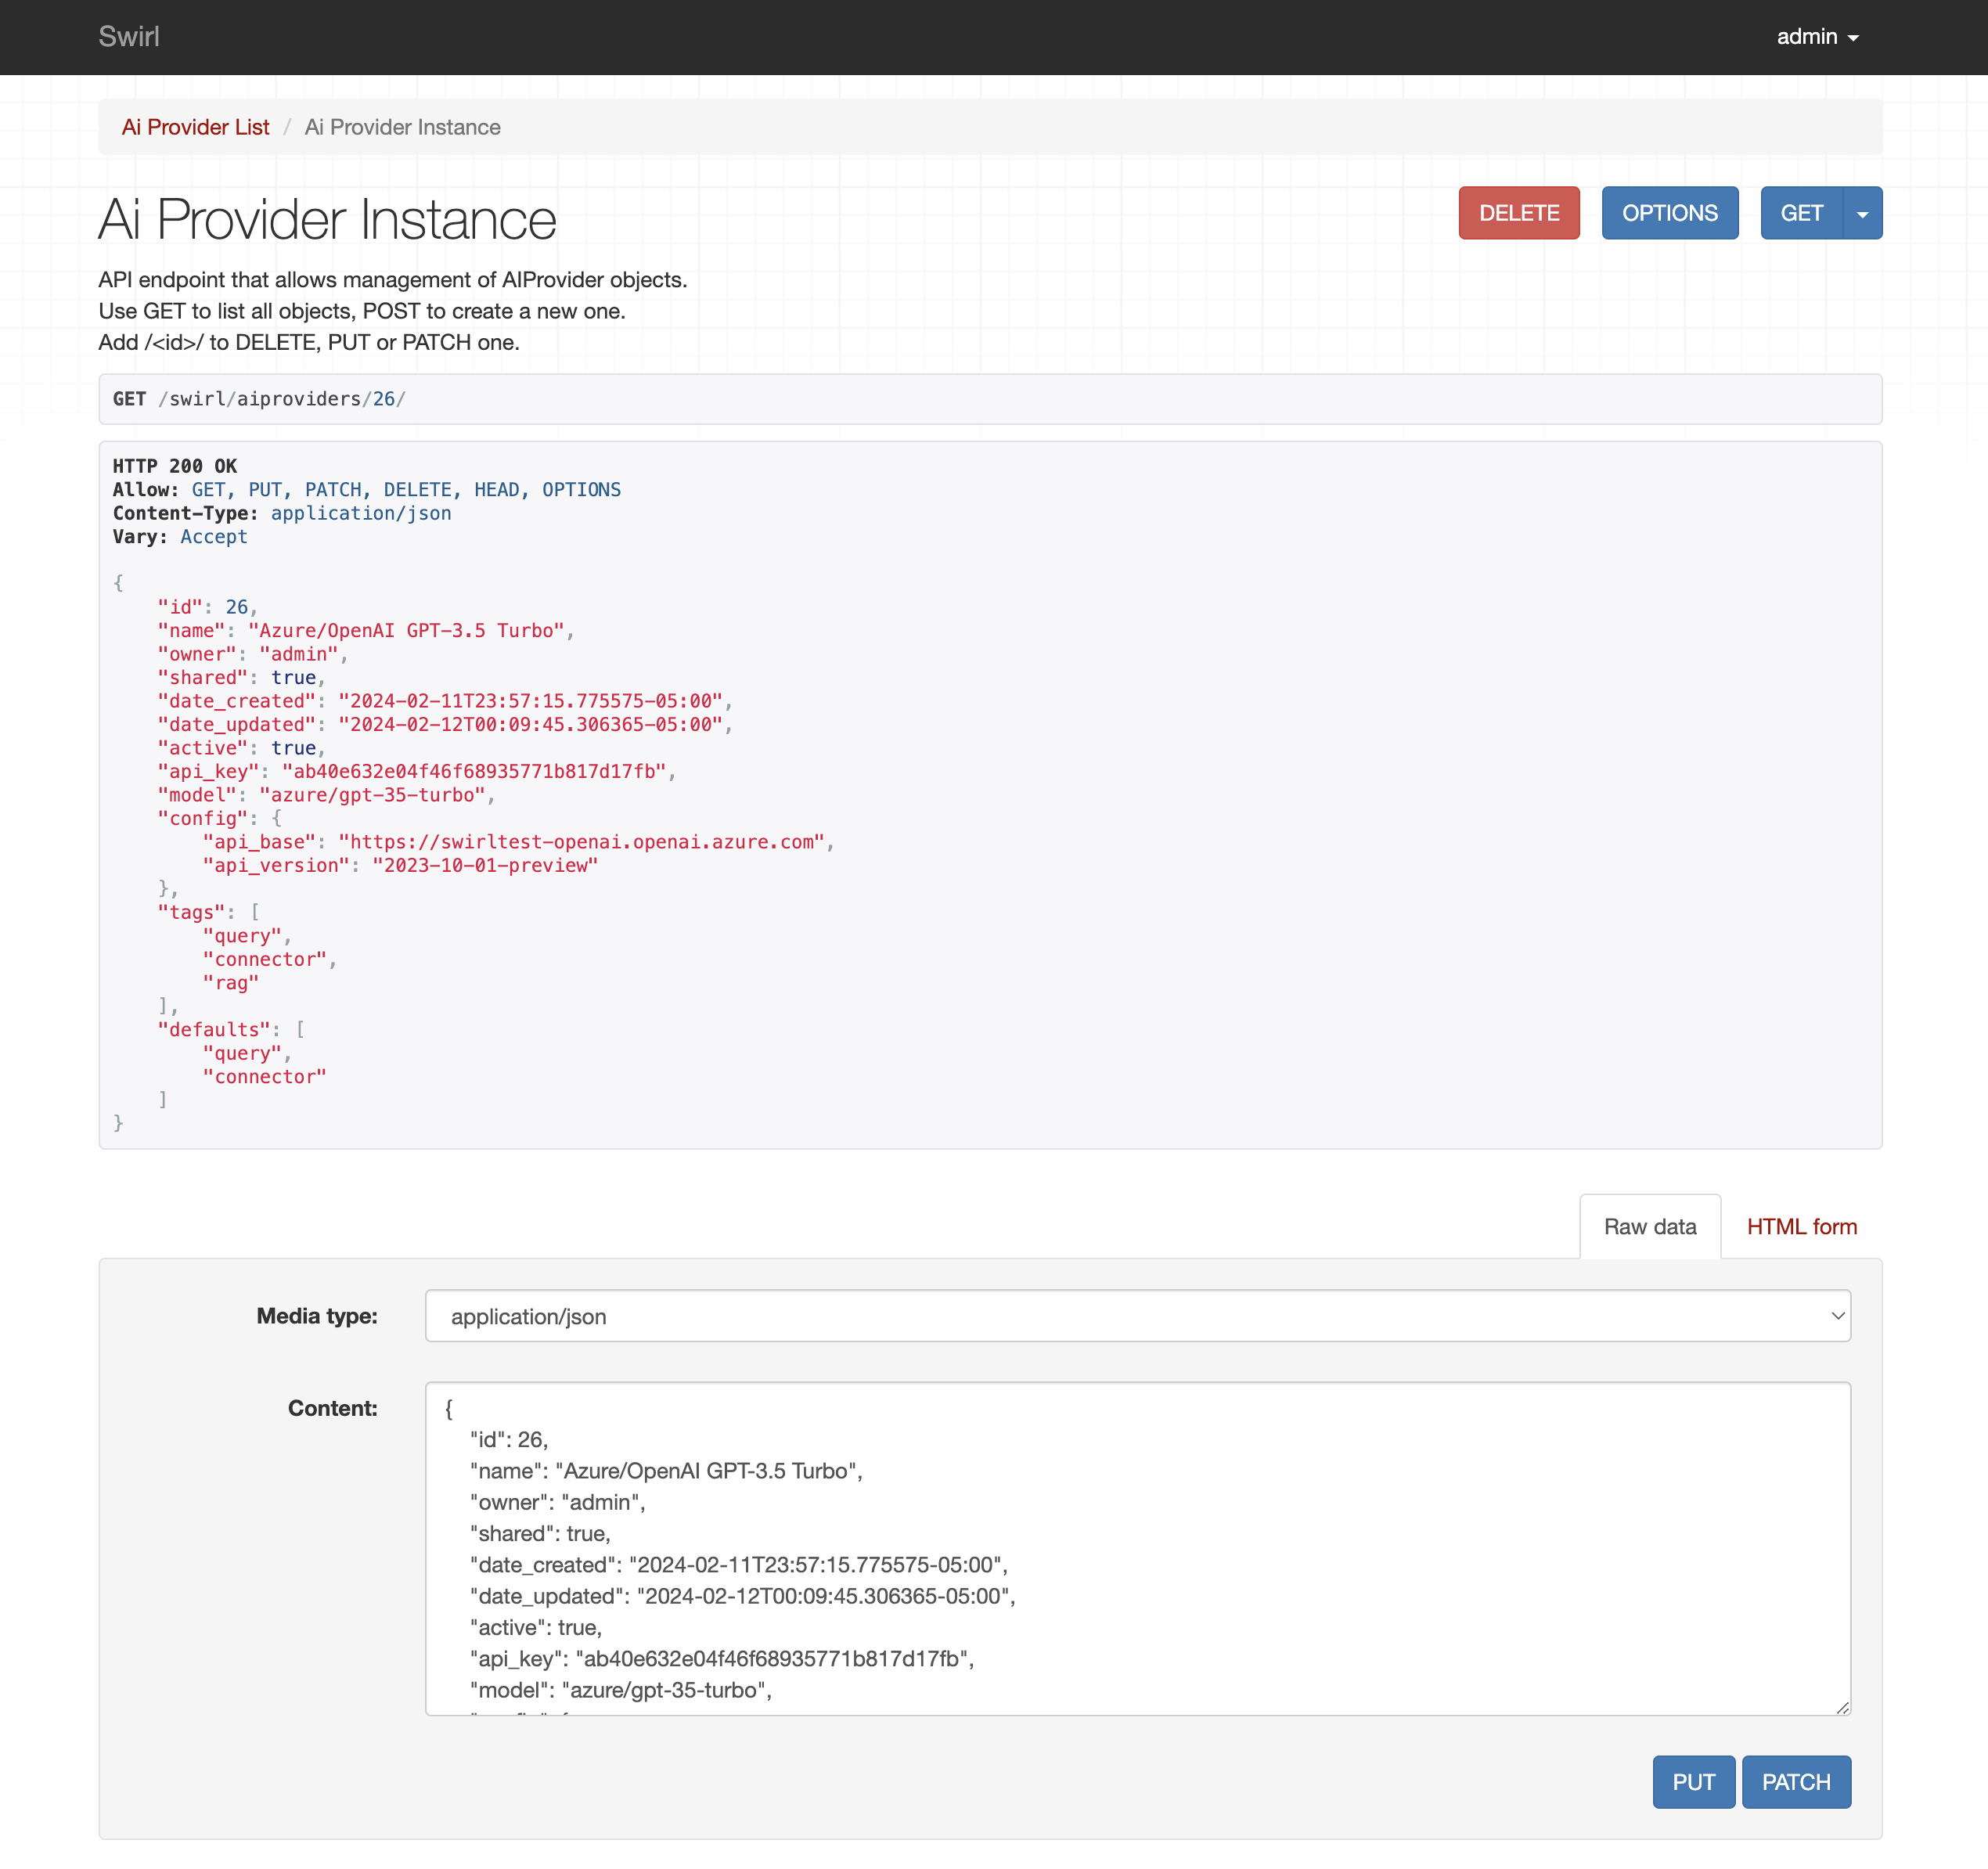 Swirl
admin
Ai Provider List / Ai Provider Instance
Ai Provider Instance
DELETE
OPTIONS
GET
API endpoint that allows management of AIProvider objects.
Use GET to list all objects, POST to create a new one.
Add /<id>/ to DELETE, PUT or PATCH one.
GET /swirl/aiproviders/26/
HTTP 200 OK
Allow: GET, PUT, PATCH, DELETE, HEAD, OPTIONS
Content-Type: application/json
Vary: Accept
{
    "id": 26,
    "name": "Azure/OpenAI GPT-3.5 Turbo",
    "owner": "admin",
    "shared": true,
    "date_created": "2024-02-11T23:57:15.775575-05:00",
    "date_updated": "2024-02-12T00:09:45.306365-05:00",
    "active": true,
    "api_key": "ab40e632e04f46f68935771b817d17fb",
    "model": "azure/gpt-35-turbo",
    "config": {
        "api_base": "https://swirltest-openai.openai.azure.com",
        "api_version": "2023-10-01-preview"
    },
    "tags": [
        "query",
        "connector",
        "rag"
    ],
    "defaults": [
        "query",
        "connector"
    ]
}
Raw data
HTML form
Media type:
application/json
Content:
{
    "id": 26,
    "name": "Azure/OpenAI GPT-3.5 Turbo",
    "owner": "admin",
    "shared": true,
    "date_created": "2024-02-11T23:57:15.775575-05:00",
    "date_updated": "2024-02-12T00:09:45.306365-05:00",
    "active": true,
    "api_key": "ab40e632e04f46f68935771b817d17fb",
    "model": "azure/gpt-35-turbo",
PUT
PATCH